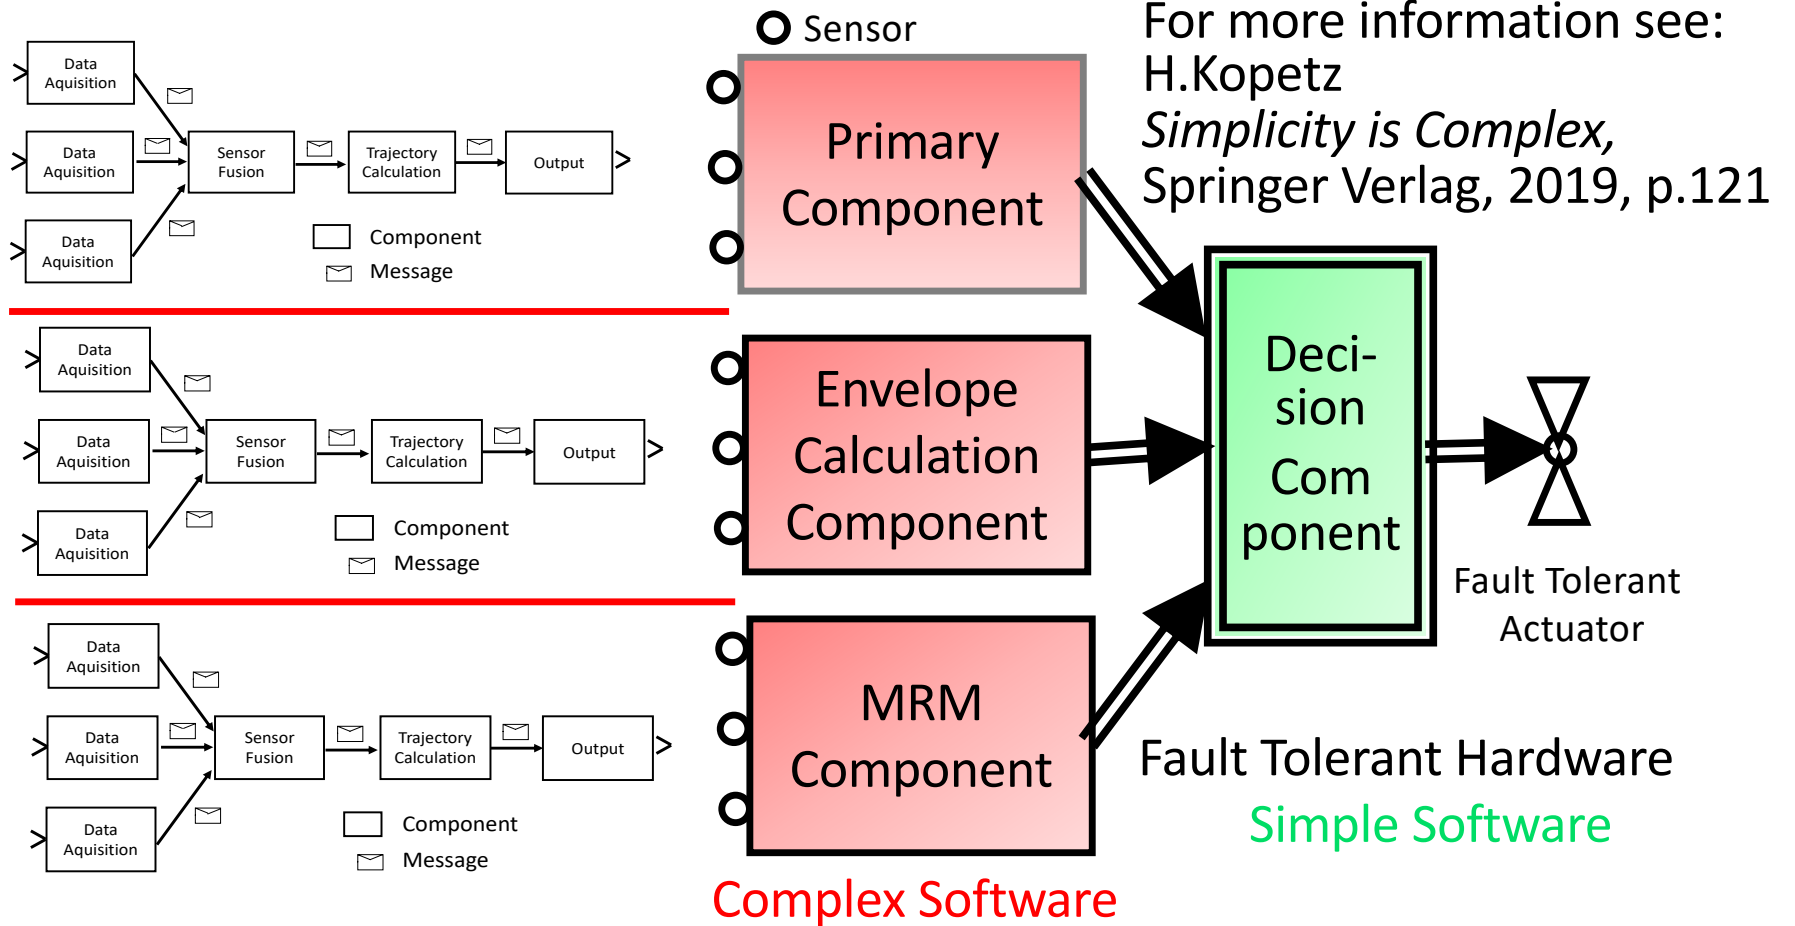 Sensor
For more information see:
H.Kopetz
Simplicity is Complex,
Springer Verlag, 2019, p.121
Data
Aquisition
Data
Aquisition
Data
Aquisition
Sensor
Fusion
Trajectory
Calculation
Output
Component
Message
Primary
Component
Data
Aquisition
Data
Aquisition
Data
Aquisition
Sensor
Fusion
Trajectory
Calculation
Output
Component
Message
Envelope
Calculation
Component
Deci-
sion
Com
ponent
Fault Tolerant
Actuator
Data
Aquisition
Data
Aquisition
Data
Aquisition
Sensor
Fusion
Trajectory
Calculation
Output
Component
Message
MRM
Component
Fault Tolerant Hardware
Simple Software
Complex Software